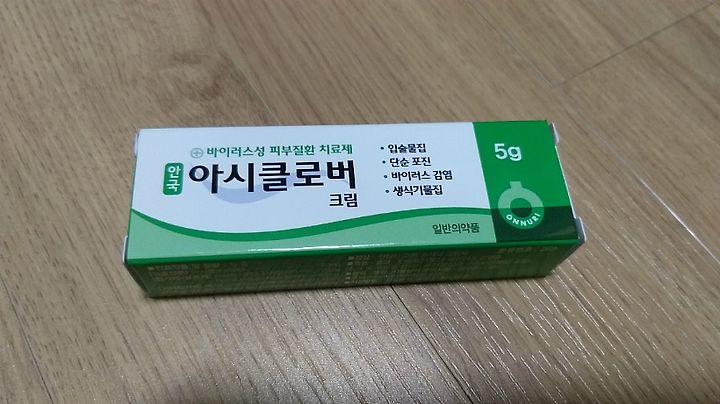 바이러스성 피부질환 치료제
안국
아시클로버
크림
• 입술물집
• 단순 포진
• 바이러스 감염
• 생식기물집
일반의약품
5g
ONNURI